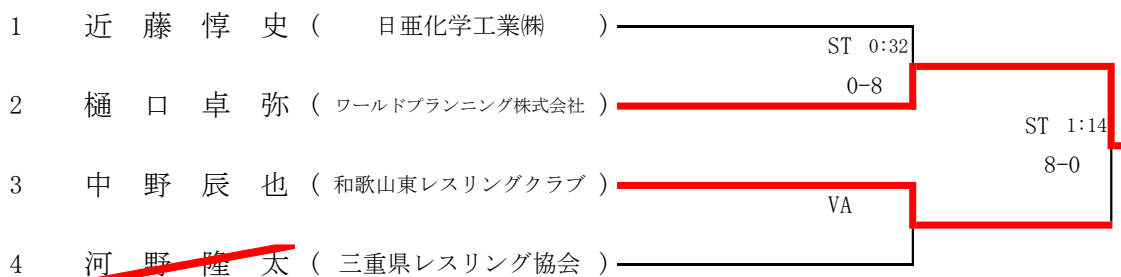 1 近藤惇史 ( 日亜化学工業㈱ )
ST 0:32
0-8
2 樋口卓弥 ( ワールドプランニング株式会社 )
ST 1:14
8-0
3 中野辰也 ( 和歌山東レスリングクラブ )
VA
4 河野隆太 ( 三重県レスリング協会 )